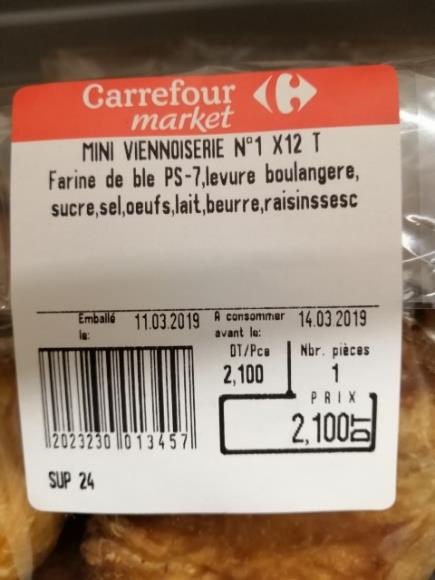 Carrefour
market
MINI VIENNOISERIE N°1 X12 T
Farine de ble PS-7,levure boulangere,
sucre,sel,oeufs,lait,beurre,raisinssesc
Emballé le: 11.03.2019 A consommer avant le: 14.03.2019
DT/Pce Nbr. pièces
2,100 1
PRIX
2,100 DT
2023230 013457
SUP 24